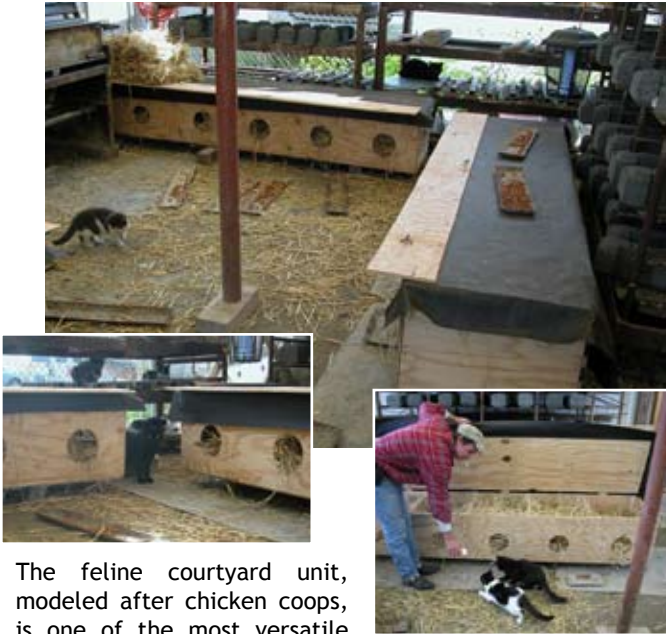 The feline courtyard unit,
modeled after chicken coops,
is one of the most versatile